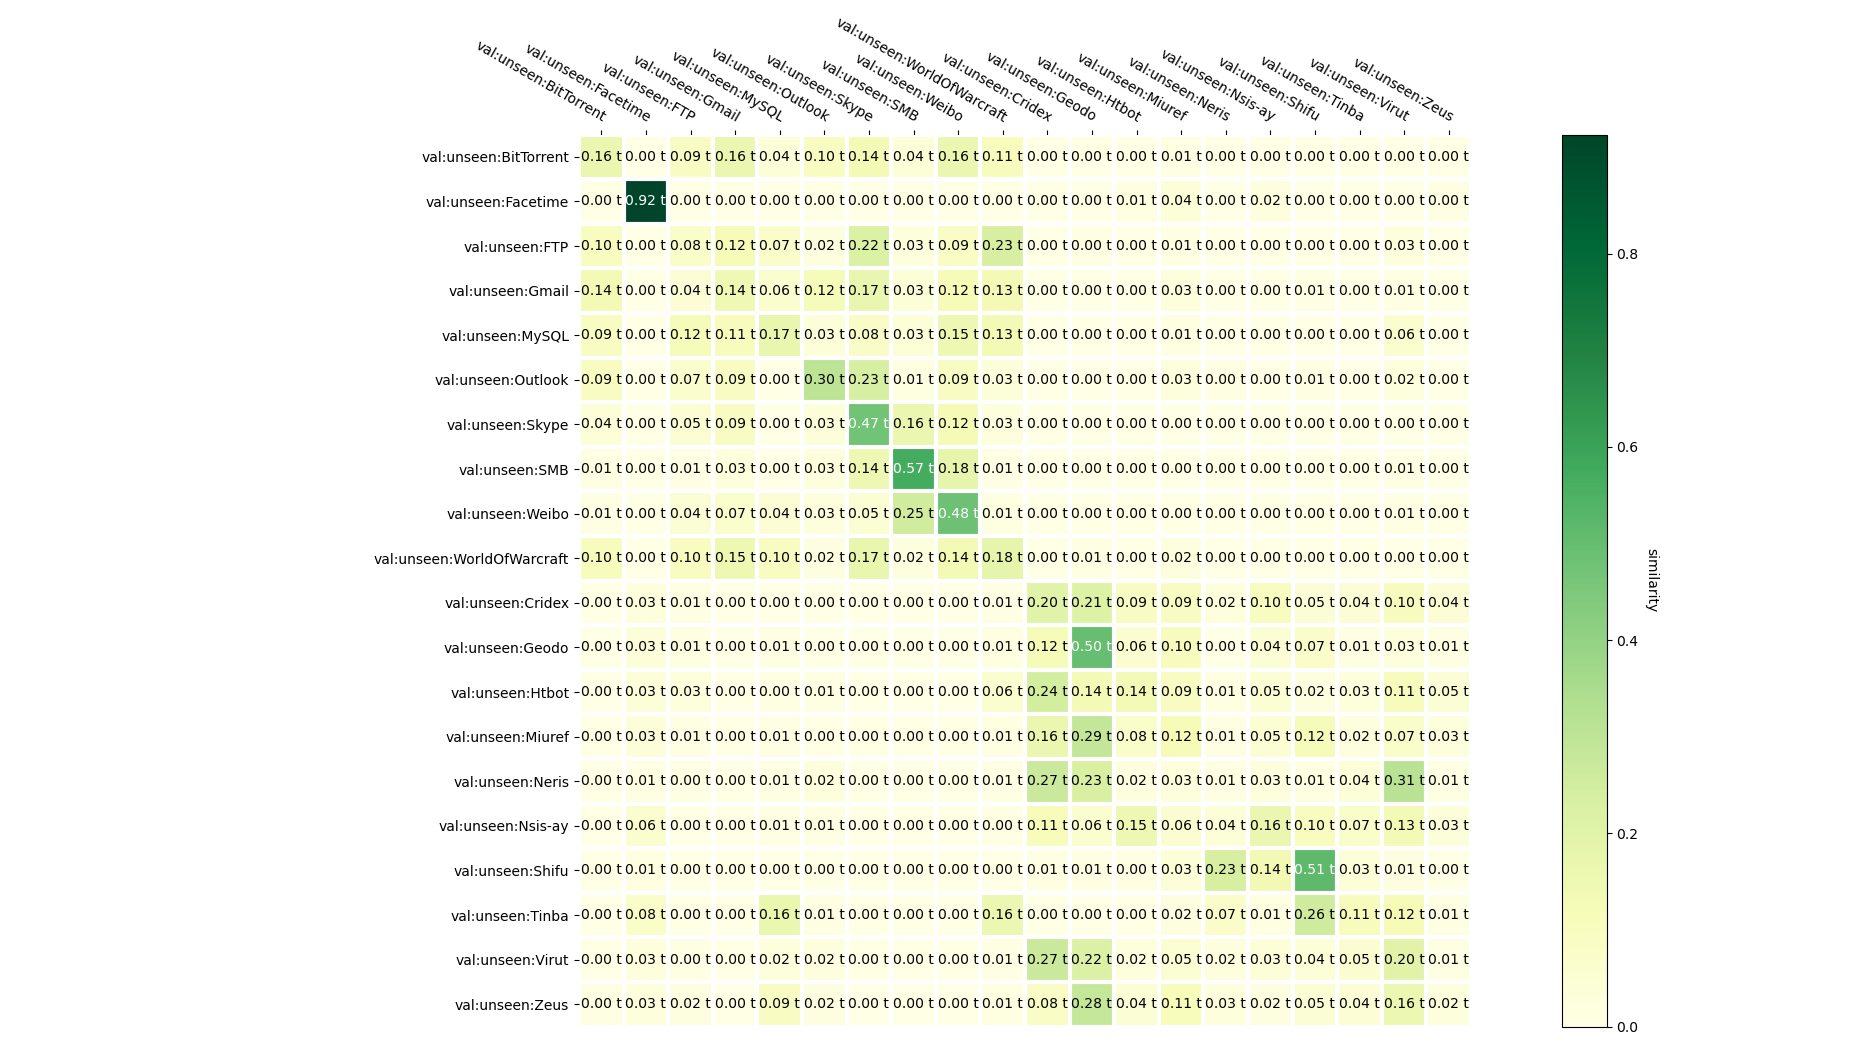 val:unseen:BitTorrent
val:unseen:Facetime
val:unseen:FTP
val:unseen:Gmail
val:unseen:MySQL
val:unseen:Outlook
val:unseen:Skype
val:unseen:SMB
val:unseen:Weibo
val:unseen:WorldOfWarcraft
val:unseen:Cridex
val:unseen:Geodo
val:unseen:Htbot
val:unseen:Miuref
val:unseen:Neris
val:unseen:Nsis-ay
val:unseen:Shifu
val:unseen:Tinba
val:unseen:Virut
val:unseen:Zeus
val:unseen:BitTorrent 0.16 t 0.00 t 0.09 t 0.16 t 0.04 t 0.10 t 0.14 t 0.04 t 0.16 t 0.11 t 0.00 t 0.00 t 0.00 t 0.01 t 0.00 t 0.00 t 0.00 t 0.00 t 0.00 t 0.00 t
val:unseen:Facetime 0.00 t 0.92 t 0.00 t 0.00 t 0.00 t 0.00 t 0.00 t 0.00 t 0.00 t 0.00 t 0.00 t 0.00 t 0.01 t 0.04 t 0.00 t 0.02 t 0.00 t 0.00 t 0.00 t 0.00 t
val:unseen:FTP 0.10 t 0.00 t 0.08 t 0.12 t 0.07 t 0.02 t 0.22 t 0.03 t 0.09 t 0.23 t 0.00 t 0.00 t 0.00 t 0.01 t 0.00 t 0.00 t 0.00 t 0.00 t 0.03 t 0.00 t
val:unseen:Gmail 0.14 t 0.00 t 0.04 t 0.14 t 0.06 t 0.12 t 0.17 t 0.03 t 0.12 t 0.13 t 0.00 t 0.00 t 0.00 t 0.03 t 0.00 t 0.00 t 0.01 t 0.00 t 0.01 t 0.00 t
val:unseen:MySQL 0.09 t 0.00 t 0.12 t 0.11 t 0.17 t 0.03 t 0.08 t 0.03 t 0.15 t 0.13 t 0.00 t 0.00 t 0.00 t 0.01 t 0.00 t 0.00 t 0.00 t 0.00 t 0.06 t 0.00 t
val:unseen:Outlook 0.09 t 0.00 t 0.07 t 0.09 t 0.00 t 0.30 t 0.23 t 0.01 t 0.09 t 0.03 t 0.00 t 0.00 t 0.00 t 0.03 t 0.00 t 0.00 t 0.01 t 0.00 t 0.02 t 0.00 t
val:unseen:Skype 0.04 t 0.00 t 0.05 t 0.09 t 0.00 t 0.03 t 0.47 t 0.16 t 0.12 t 0.03 t 0.00 t 0.00 t 0.00 t 0.00 t 0.00 t 0.00 t 0.00 t 0.00 t 0.00 t 0.00 t
val:unseen:SMB 0.01 t 0.00 t 0.01 t 0.03 t 0.00 t 0.03 t 0.14 t 0.57 t 0.18 t 0.01 t 0.00 t 0.00 t 0.00 t 0.00 t 0.00 t 0.00 t 0.00 t 0.00 t 0.01 t 0.00 t
val:unseen:Weibo 0.01 t 0.00 t 0.04 t 0.07 t 0.04 t 0.03 t 0.05 t 0.25 t 0.48 t 0.01 t 0.00 t 0.00 t 0.00 t 0.00 t 0.00 t 0.00 t 0.00 t 0.00 t 0.01 t 0.00 t
val:unseen:WorldOfWarcraft 0.10 t 0.00 t 0.10 t 0.15 t 0.10 t 0.02 t 0.17 t 0.02 t 0.14 t 0.18 t 0.00 t 0.01 t 0.00 t 0.02 t 0.00 t 0.00 t 0.00 t 0.00 t 0.00 t 0.00 t
val:unseen:Cridex 0.00 t 0.03 t 0.01 t 0.00 t 0.00 t 0.00 t 0.00 t 0.00 t 0.00 t 0.01 t 0.20 t 0.21 t 0.09 t 0.09 t 0.02 t 0.10 t 0.05 t 0.04 t 0.10 t 0.04 t
val:unseen:Geodo 0.00 t 0.03 t 0.01 t 0.00 t 0.01 t 0.00 t 0.00 t 0.00 t 0.00 t 0.01 t 0.12 t 0.50 t 0.06 t 0.10 t 0.00 t 0.04 t 0.07 t 0.01 t 0.03 t 0.01 t
val:unseen:Htbot 0.00 t 0.03 t 0.03 t 0.00 t 0.00 t 0.01 t 0.00 t 0.00 t 0.00 t 0.06 t 0.24 t 0.14 t 0.14 t 0.09 t 0.01 t 0.05 t 0.02 t 0.03 t 0.11 t 0.05 t
val:unseen:Miuref 0.00 t 0.03 t 0.01 t 0.00 t 0.01 t 0.00 t 0.00 t 0.00 t 0.00 t 0.01 t 0.16 t 0.29 t 0.08 t 0.12 t 0.01 t 0.05 t 0.12 t 0.02 t 0.07 t 0.03 t
val:unseen:Neris 0.00 t 0.01 t 0.00 t 0.00 t 0.01 t 0.02 t 0.00 t 0.00 t 0.00 t 0.01 t 0.27 t 0.23 t 0.02 t 0.03 t 0.01 t 0.03 t 0.01 t 0.04 t 0.31 t 0.01 t
val:unseen:Nsis-ay 0.00 t 0.06 t 0.00 t 0.00 t 0.01 t 0.01 t 0.00 t 0.00 t 0.00 t 0.00 t 0.11 t 0.06 t 0.15 t 0.06 t 0.04 t 0.16 t 0.10 t 0.07 t 0.13 t 0.03 t
val:unseen:Shifu 0.00 t 0.01 t 0.00 t 0.00 t 0.00 t 0.00 t 0.00 t 0.00 t 0.00 t 0.00 t 0.01 t 0.01 t 0.00 t 0.03 t 0.23 t 0.14 t 0.51 t 0.03 t 0.01 t 0.00 t
val:unseen:Tinba 0.00 t 0.08 t 0.00 t 0.00 t 0.16 t 0.01 t 0.00 t 0.00 t 0.00 t 0.16 t 0.00 t 0.00 t 0.00 t 0.02 t 0.07 t 0.01 t 0.26 t 0.11 t 0.12 t 0.01 t
val:unseen:Virut 0.00 t 0.03 t 0.00 t 0.00 t 0.02 t 0.02 t 0.00 t 0.00 t 0.00 t 0.01 t 0.27 t 0.22 t 0.02 t 0.05 t 0.02 t 0.03 t 0.04 t 0.05 t 0.20 t 0.01 t
val:unseen:Zeus 0.00 t 0.03 t 0.02 t 0.00 t 0.09 t 0.02 t 0.00 t 0.00 t 0.00 t 0.01 t 0.08 t 0.28 t 0.04 t 0.11 t 0.03 t 0.02 t 0.05 t 0.04 t 0.16 t 0.02 t
0.8
0.6
0.4
0.2
0.0
similarity